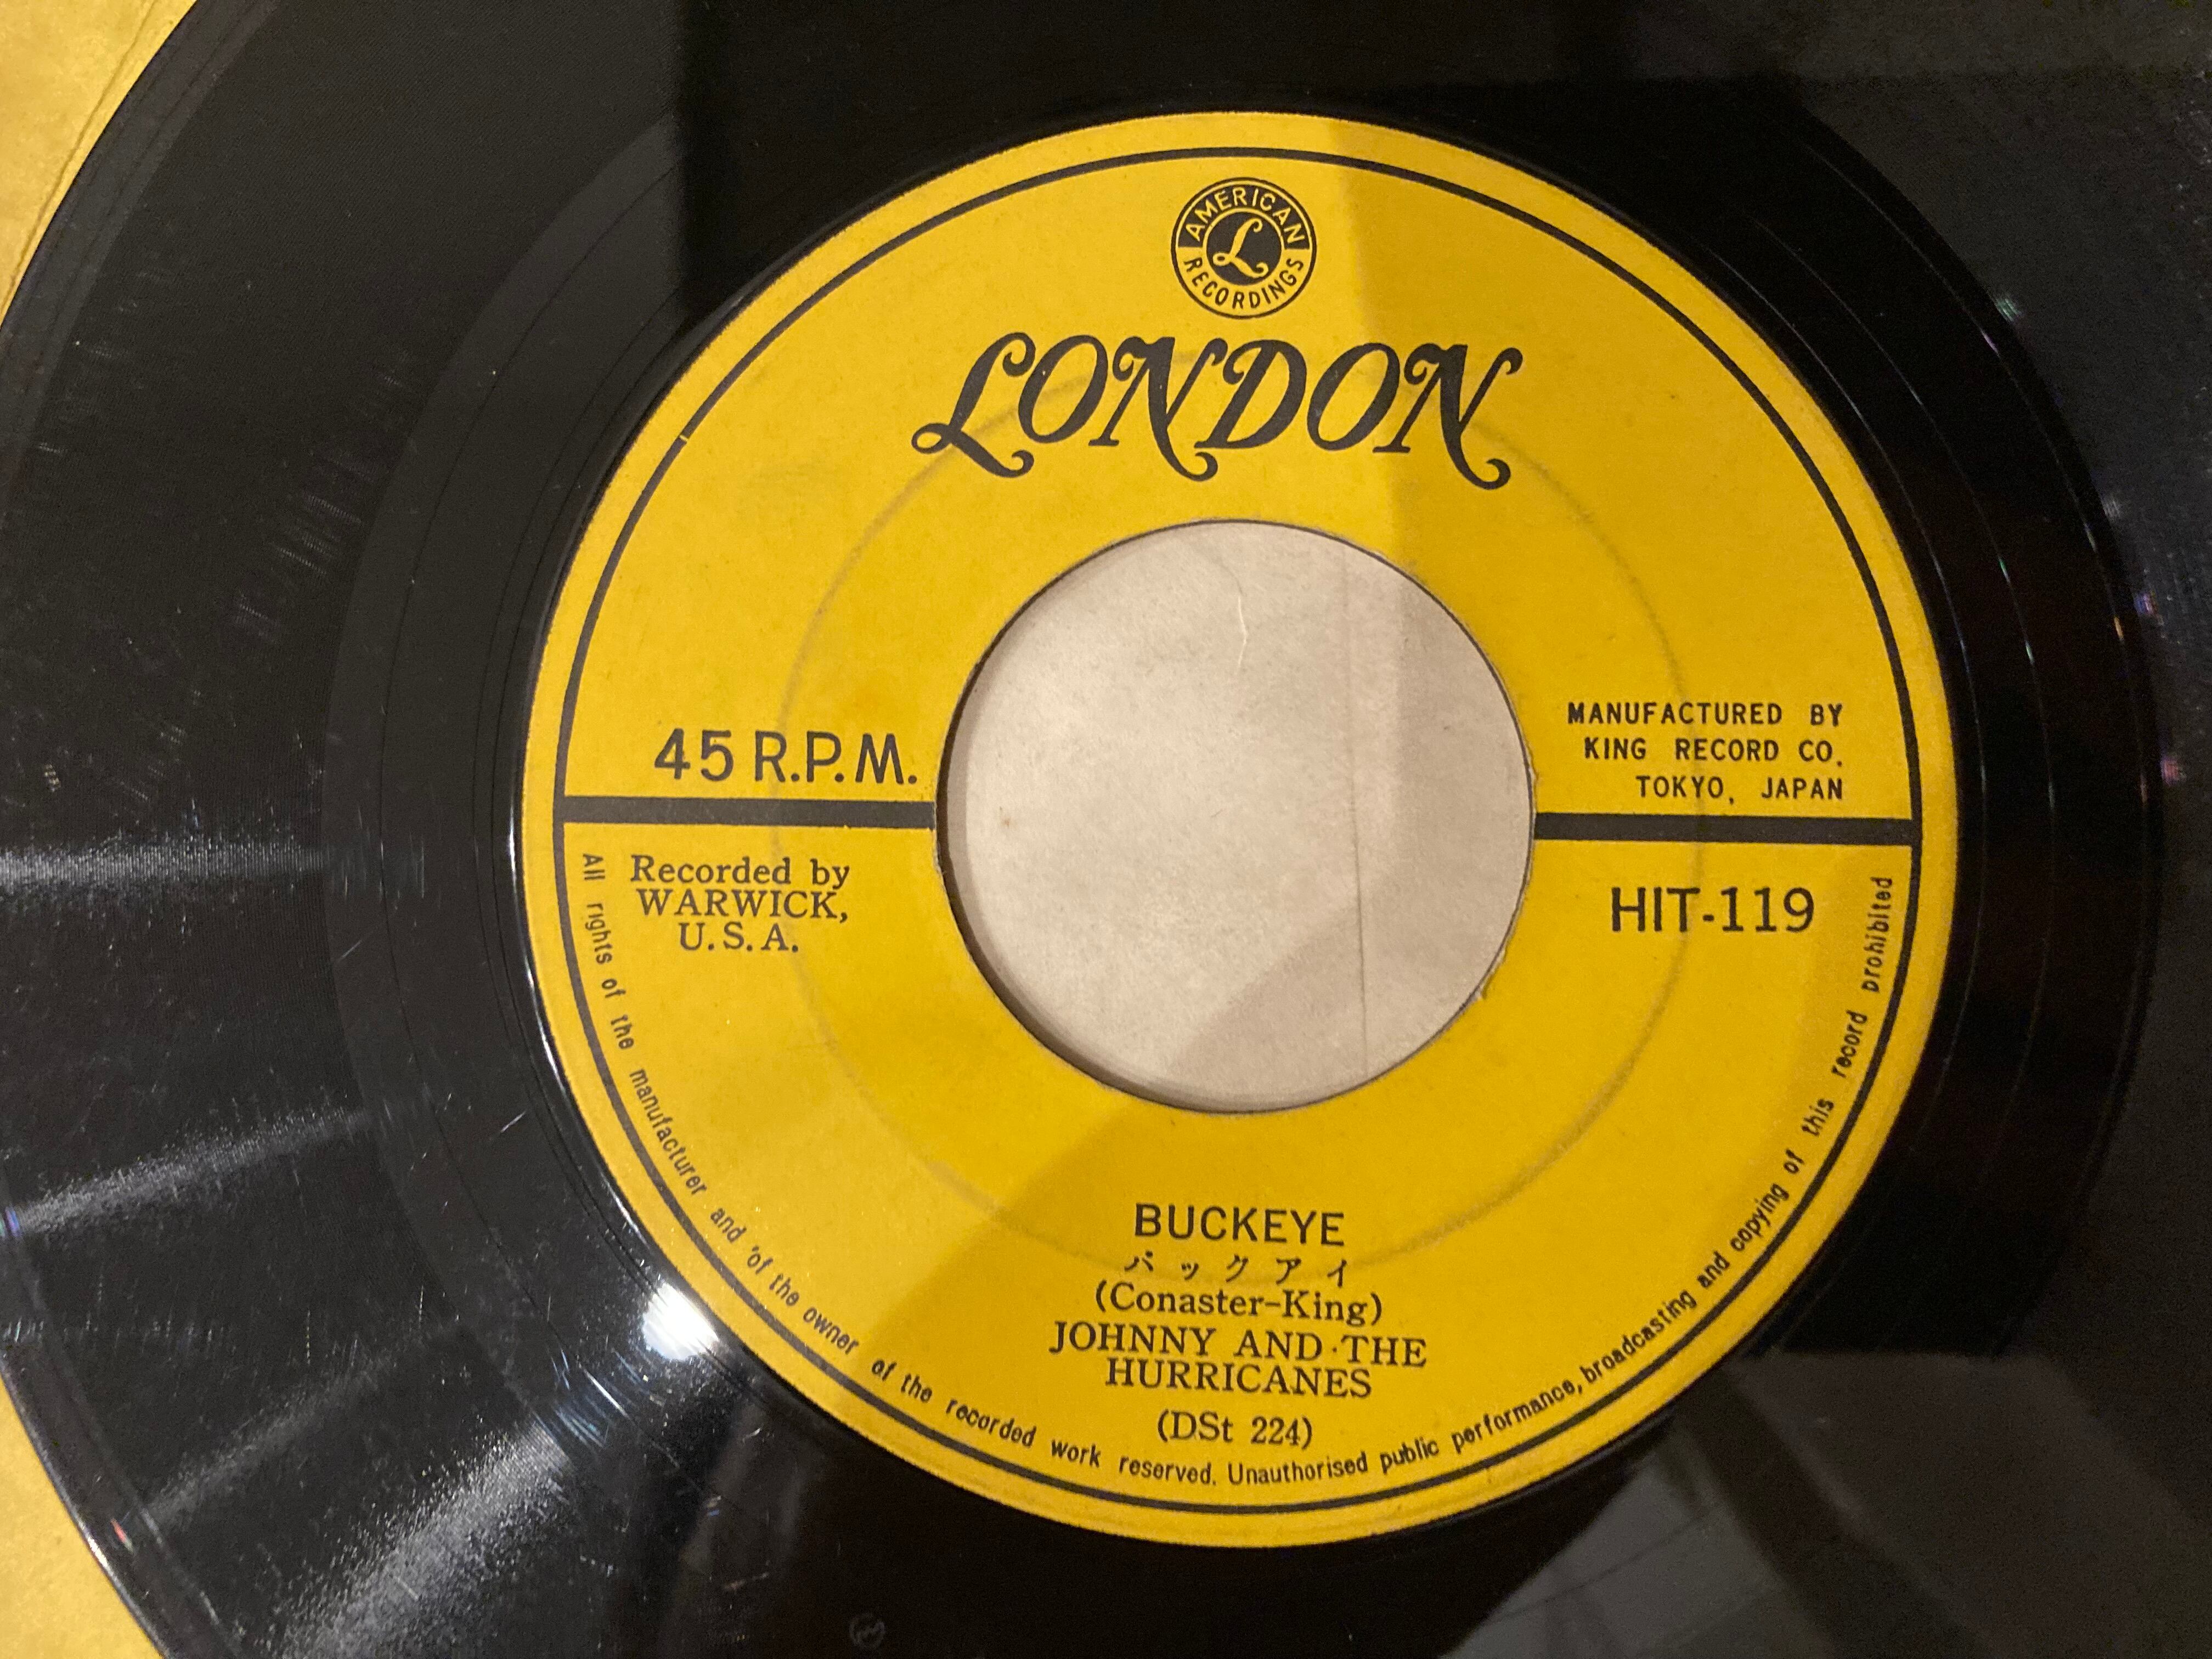 AMERICAN
L
RECORDINGS
LONDON
45 R.P.M.
MANUFACTURED BY
KING RECORD CO.
TOKYO, JAPAN
Recorded by
WARWICK,
U.S.A.
HIT-119
BUCKEYE
バックアイ
(Conaster-King)
JOHNNY AND·THE
HURRICANES
(DSt 224)
All rights of the manufacturer and 'of the owner of the recorded work reserved. Unauthorised public performance, broadcasting and copying of this record prohibited